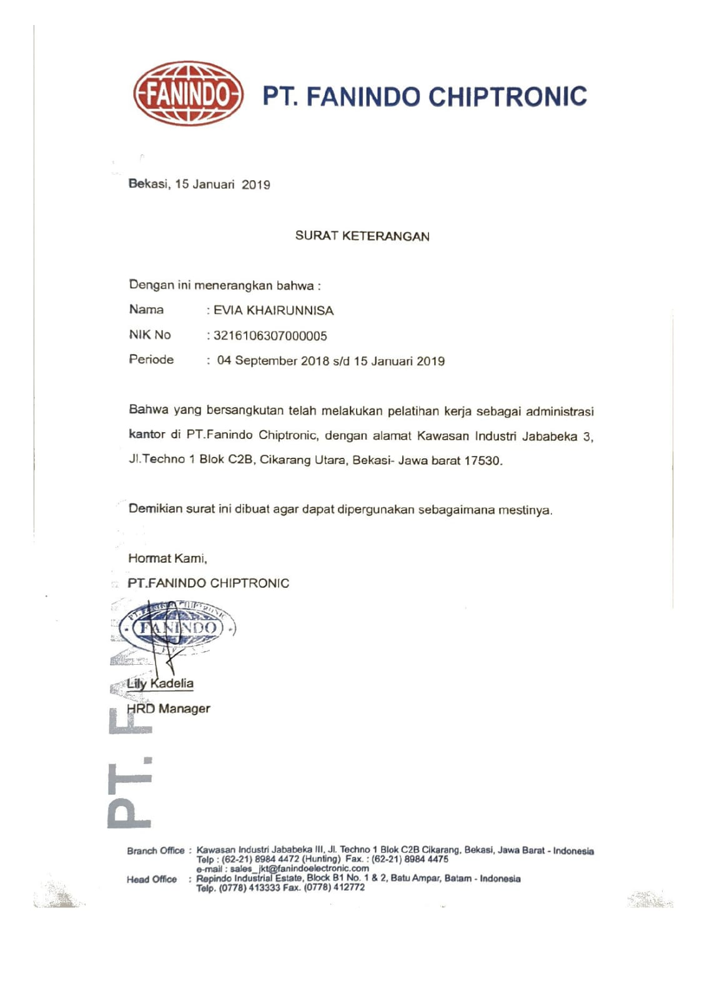 FANINDO
PT. FANINDO CHIPTRONIC
Bekasi, 15 Januari 2019
SURAT KETERANGAN
Dengan ini menerangkan bahwa :
Nama : EVIA KHAIRUNNISA
NIK No : 3216106307000005
Periode : 04 September 2018 s/d 15 Januari 2019
Bahwa yang bersangkutan telah melakukan pelatihan kerja sebagai administrasi
kantor di PT.Fanindo Chiptronic, dengan alamat Kawasan Industri Jababeka 3,
Jl.Techno 1 Blok C2B, Cikarang Utara, Bekasi- Jawa barat 17530.
Demikian surat ini dibuat agar dapat dipergunakan sebagaimana mestinya.
Hormat Kami,
PT.FANINDO CHIPTRONIC
PT. FANINDO CHIPTRONIC
FANINDO
Lily Kadelia
HRD Manager
PT. FAN
Branch Office : Kawasan Industri Jababeka III, Jl. Techno 1 Blok C2B Cikarang, Bekasi, Jawa Barat - Indonesia
Telp : (62-21) 8984 4472 (Hunting) Fax. : (62-21) 8984 4475
e-mail : sales_jkt@fanindoelectronic.com
Head Office : Repindo Industrial Estate, Block B1 No. 1 & 2, Batu Ampar, Batam - Indonesia
Telp. (0778) 413333 Fax. (0778) 412772